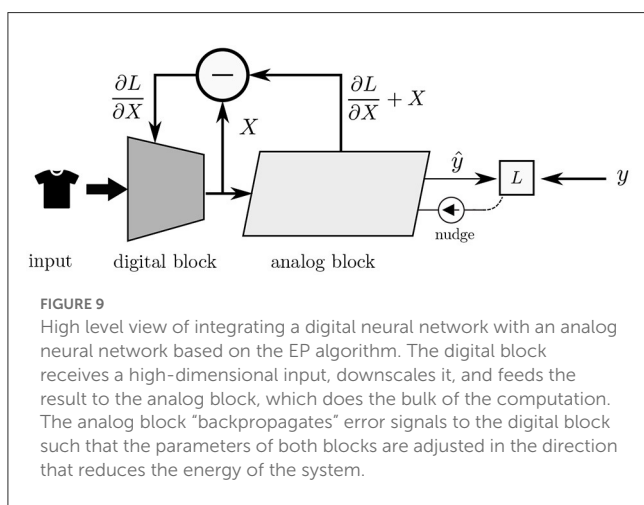 ∂L/∂X
−
X
∂L/∂X + X
ŷ
L
y
nudge
input
digital block
analog block
FIGURE 9
High level view of integrating a digital neural network with an analog
neural network based on the EP algorithm. The digital block
receives a high-dimensional input, downscales it, and feeds the
result to the analog block, which does the bulk of the computation.
The analog block “backpropagates” error signals to the digital block
such that the parameters of both blocks are adjusted in the direction
that reduces the energy of the system.